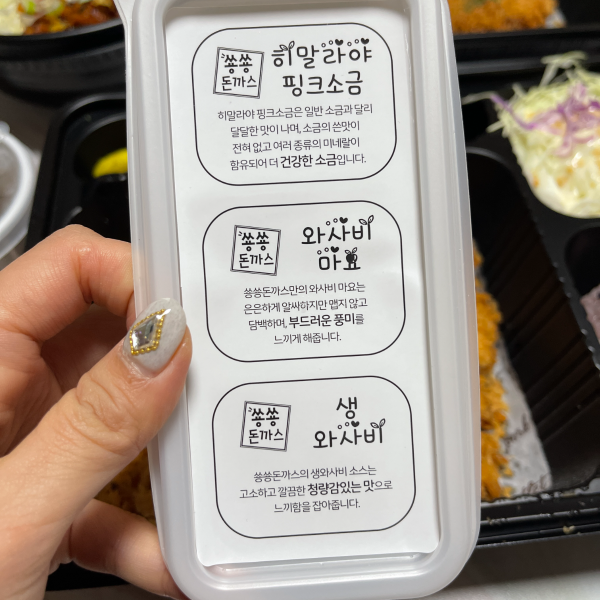 쏭쏭
돈까스
히말라야
핑크소금
히말라야 핑크소금은 일반 소금과 달리
달달한 맛이 나며, 소금의 쓴맛이
전혀 없고 여러 종류의 미네랄이
함유되어 더 건강한 소금입니다.
쏭쏭
돈까스
와사비
마요
쏭쏭돈까스만의 와사비 마요는
은은하게 알싸하지만 맵지 않고
담백하며, 부드러운 풍미를
느끼게 해줍니다.
쏭쏭
돈까스
생
와사비
쏭쏭돈까스의 생와사비 소스는
고소하고 깔끔한 청량감있는 맛으로
느끼함을 잡아줍니다.